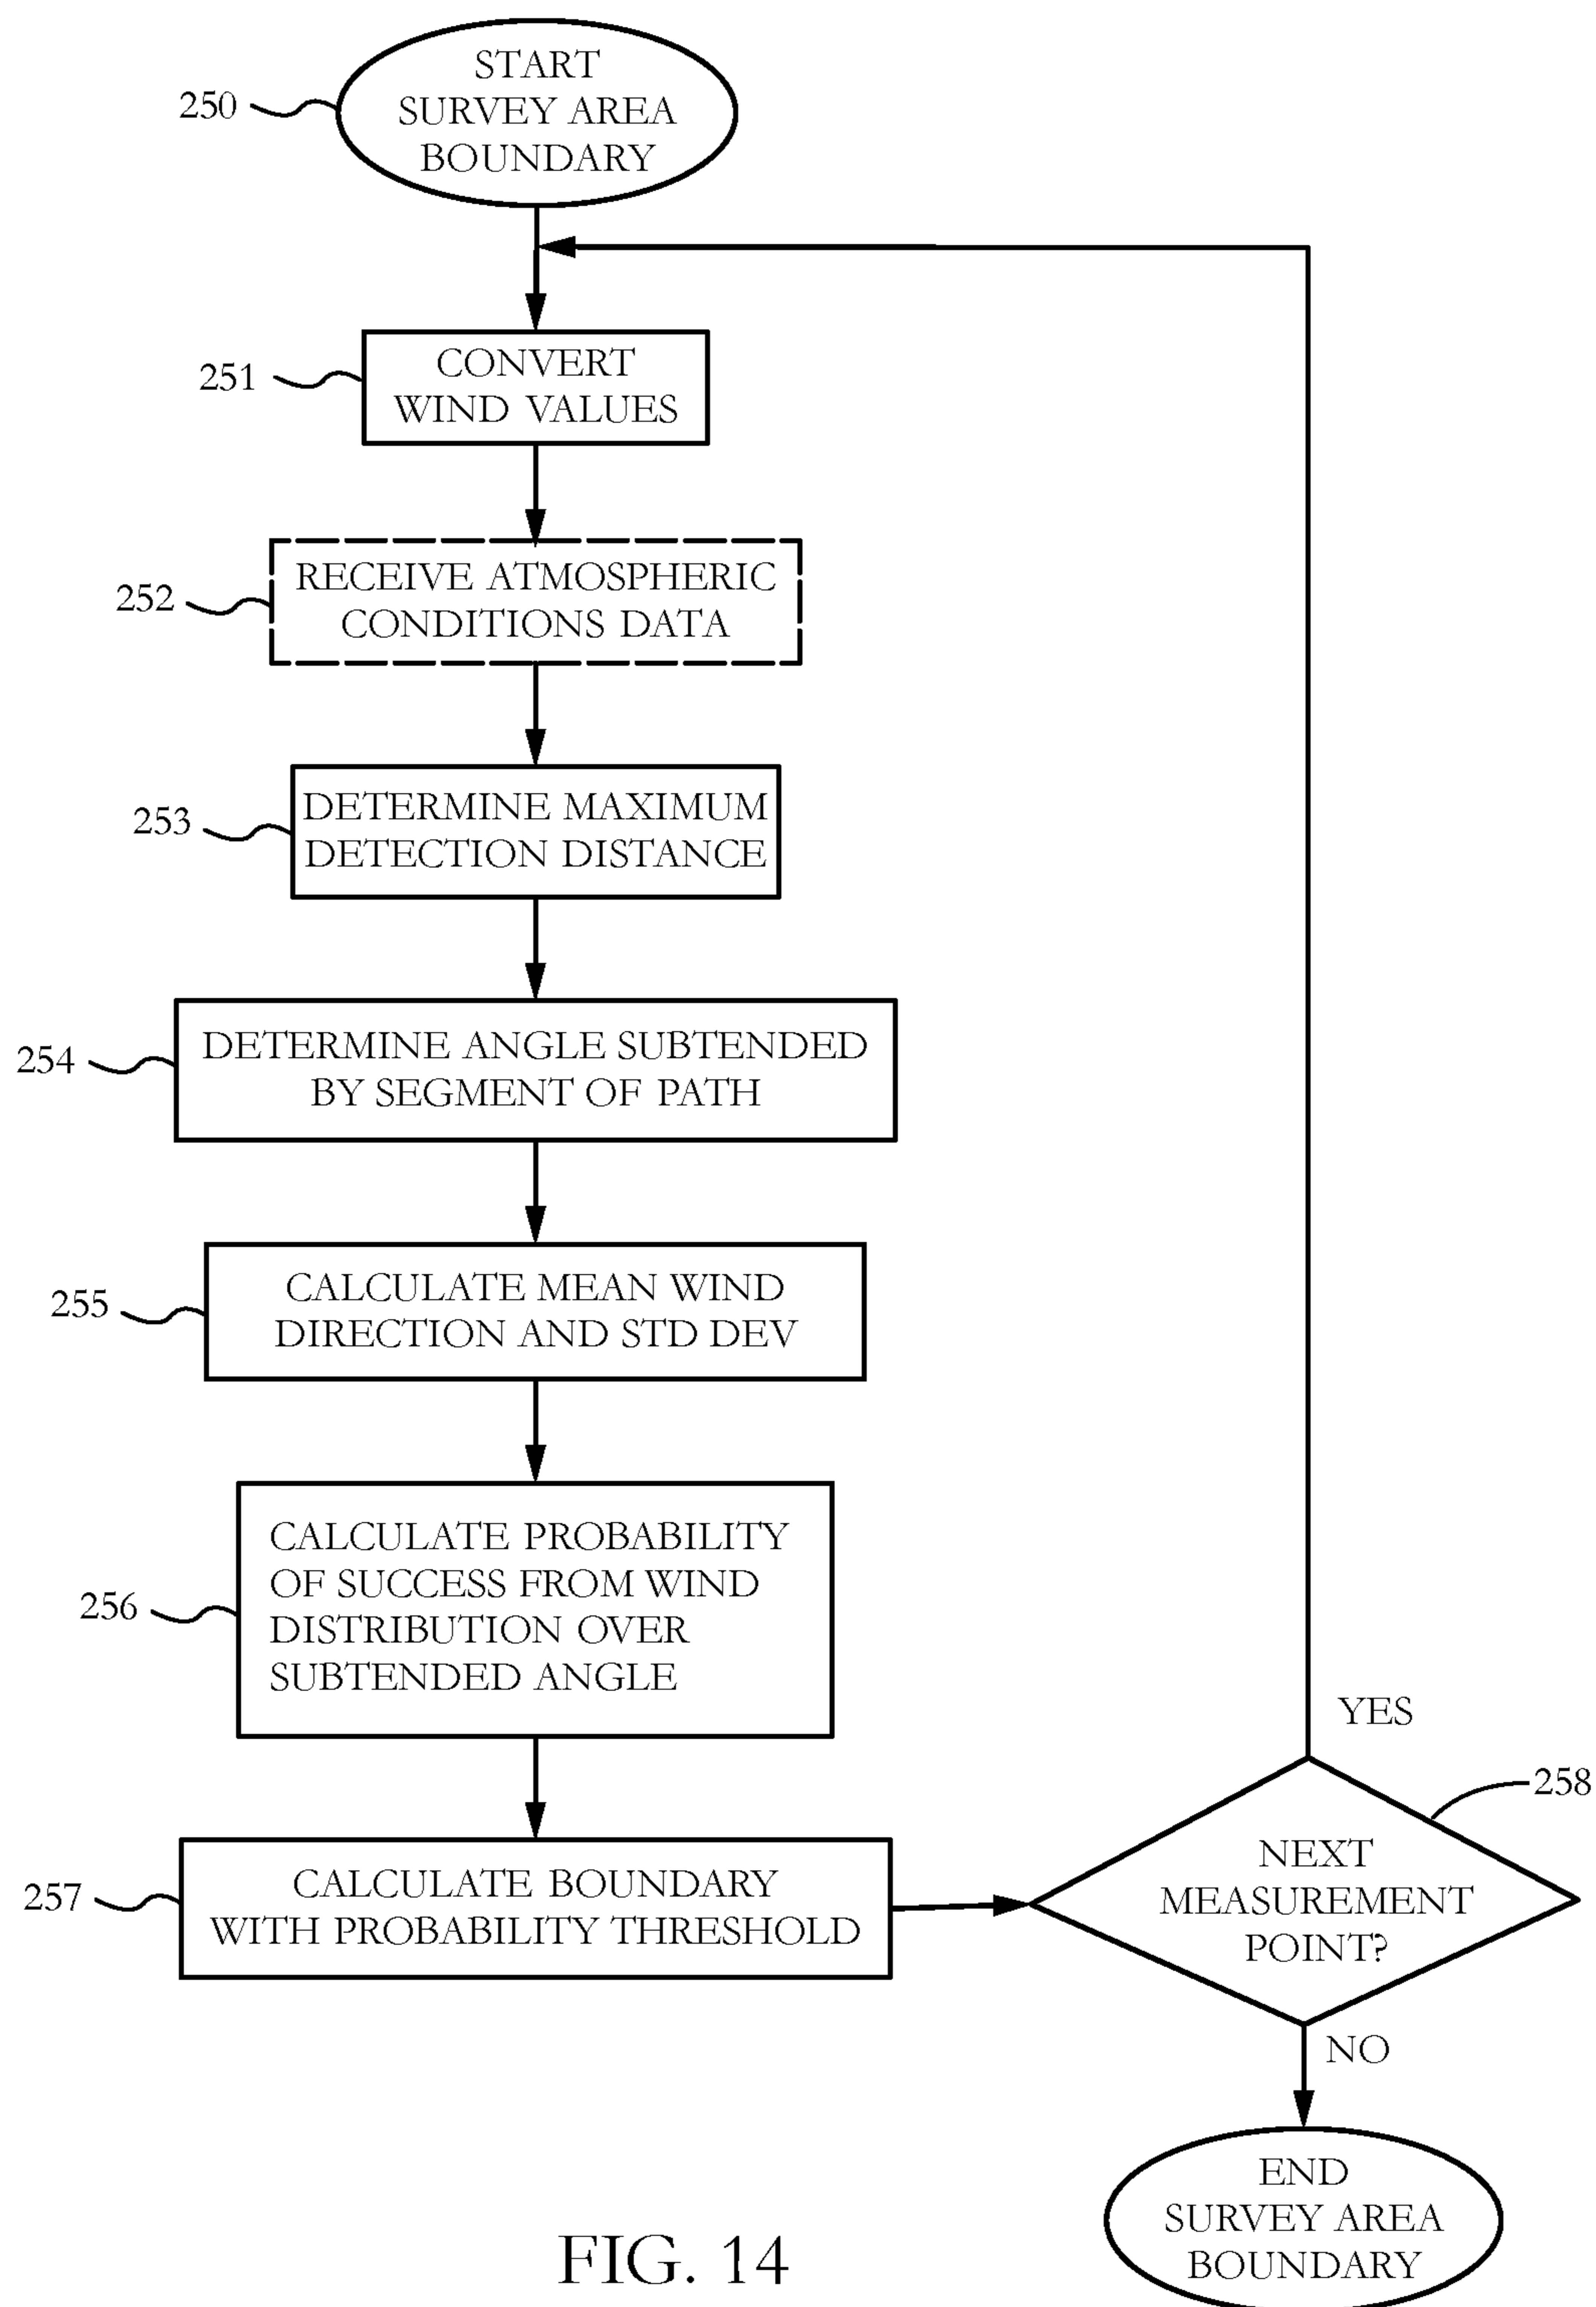 START
SURVEY AREA
BOUNDARY
250
CONVERT
WIND VALUES
251
RECEIVE ATMOSPHERIC
CONDITIONS DATA
252
DETERMINE MAXIMUM
DETECTION DISTANCE
253
DETERMINE ANGLE SUBTENDED
BY SEGMENT OF PATH
254
CALCULATE MEAN WIND
DIRECTION AND STD DEV
255
CALCULATE PROBABILITY
OF SUCCESS FROM WIND
DISTRIBUTION OVER
SUBTENDED ANGLE
256
CALCULATE BOUNDARY
WITH PROBABILITY THRESHOLD
257
YES
258
NEXT
MEASUREMENT
POINT?
NO
END
SURVEY AREA
BOUNDARY
FIG. 14